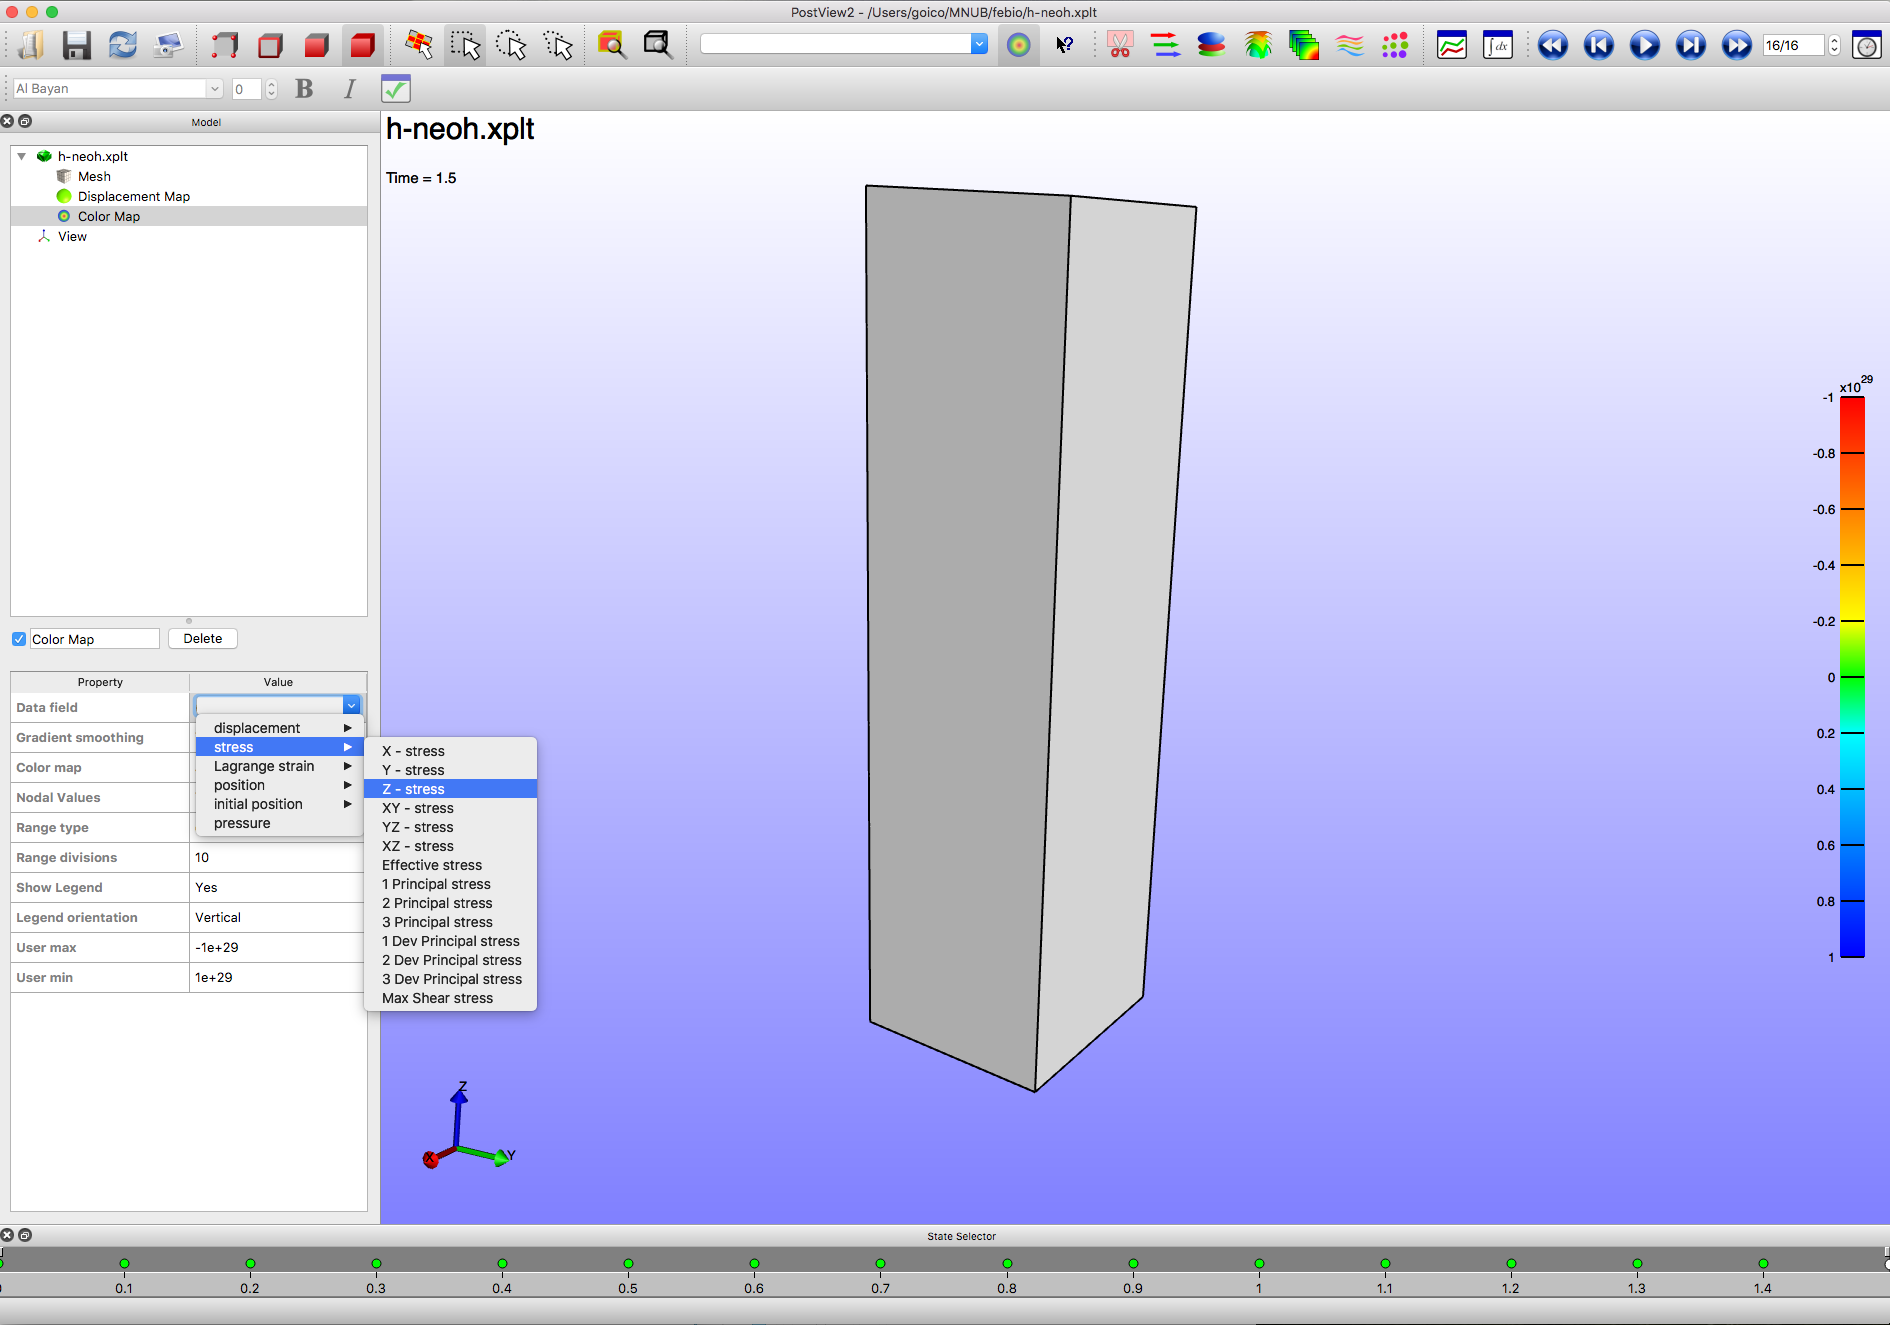 PostView2 - /Users/goico/MNUB/febio/h-neoh.xplt
∫dx
16/16
Al Bayan
0
B
I
Model
h-neoh.xplt
Mesh
Displacement Map
Color Map
View
Color Map
Delete
Property
Value
Data field
Gradient smoothing
Color map
Nodal Values
Range type
Range divisions
10
Show Legend
Yes
Legend orientation
Vertical
User max
-1e+29
User min
1e+29
displacement
stress
Lagrange strain
position
initial position
pressure
X - stress
Y - stress
Z - stress
XY - stress
YZ - stress
XZ - stress
Effective stress
1 Principal stress
2 Principal stress
3 Principal stress
1 Dev Principal stress
2 Dev Principal stress
3 Dev Principal stress
Max Shear stress
h-neoh.xplt
Time = 1.5
x10^29
-1
-0.8
-0.6
-0.4
-0.2
0
0.2
0.4
0.6
0.8
1
Z
X
Y
State Selector
0.1 0.2 0.3 0.4 0.5 0.6 0.7 0.8 0.9 1 1.1 1.2 1.3 1.4